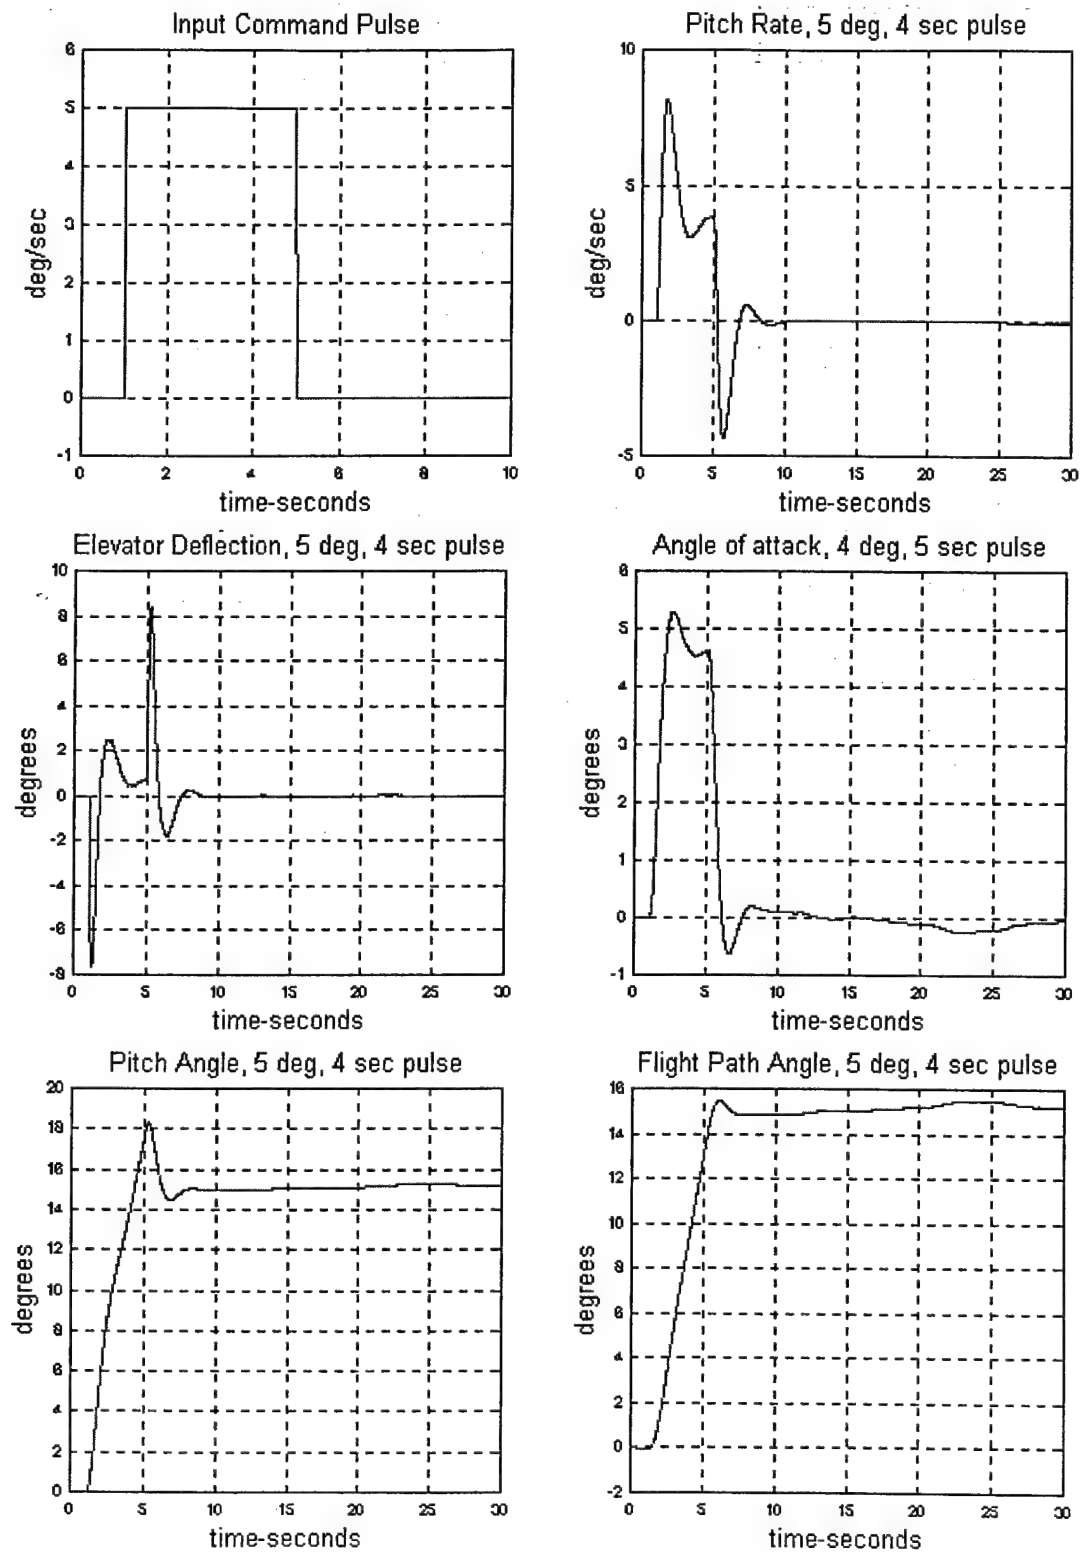 Input Command Pulse
6
5
4
3
2
1
0
-1
deg/sec
0 2 4 6 8 10
time-seconds
Pitch Rate, 5 deg, 4 sec pulse
10
5
0
-5
deg/sec
0 5 10 15 20 25 30
time-seconds
Elevator Deflection, 5 deg, 4 sec pulse
10
8
6
4
2
0
-2
-4
-6
-8
degrees
0 5 10 15 20 25 30
time-seconds
Angle of attack, 4 deg, 5 sec pulse
6
5
4
3
2
1
0
-1
degrees
0 5 10 15 20 25 30
time-seconds
Pitch Angle, 5 deg, 4 sec pulse
20
18
16
14
12
10
8
6
4
2
0
degrees
0 5 10 15 20 25 30
time-seconds
Flight Path Angle, 5 deg, 4 sec pulse
16
14
12
10
8
6
4
2
0
-2
degrees
0 5 10 15 20 25 30
time-seconds